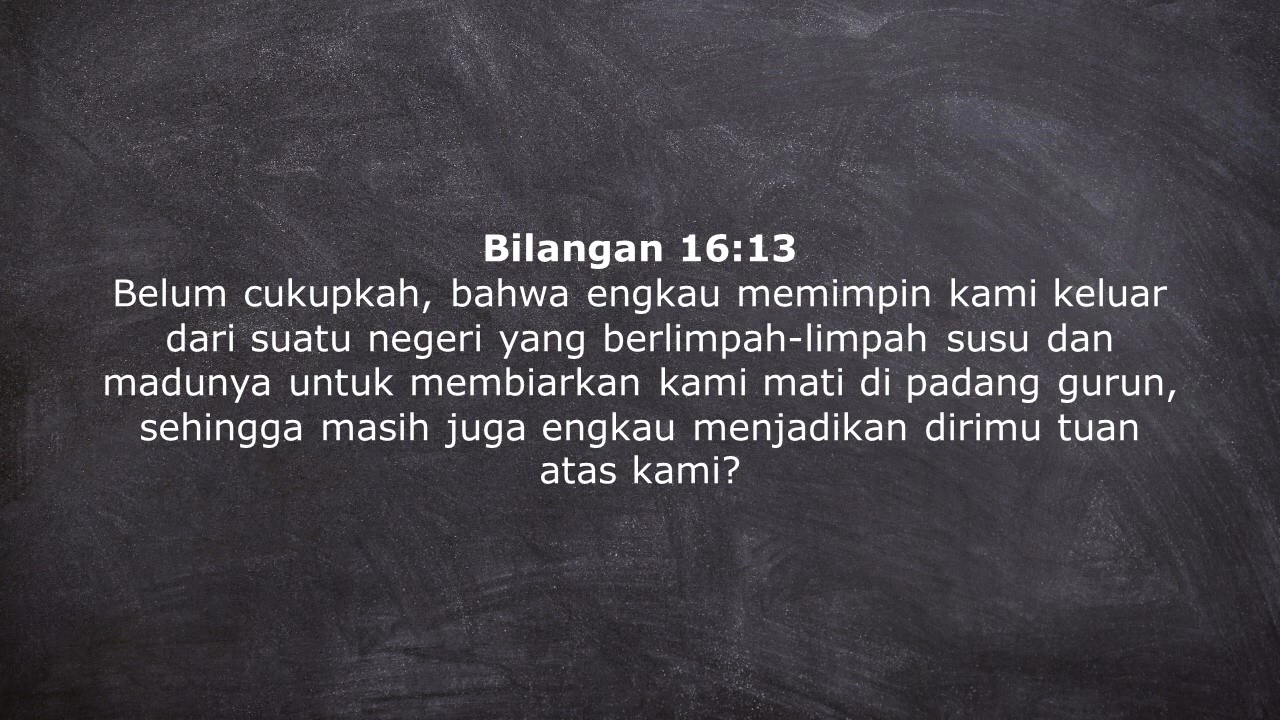 Bilangan 16:13
Belum cukupkah, bahwa engkau memimpin kami keluar
dari suatu negeri yang berlimpah-limpah susu dan
madunya untuk membiarkan kami mati di padang gurun,
sehingga masih juga engkau menjadikan dirimu tuan
atas kami?